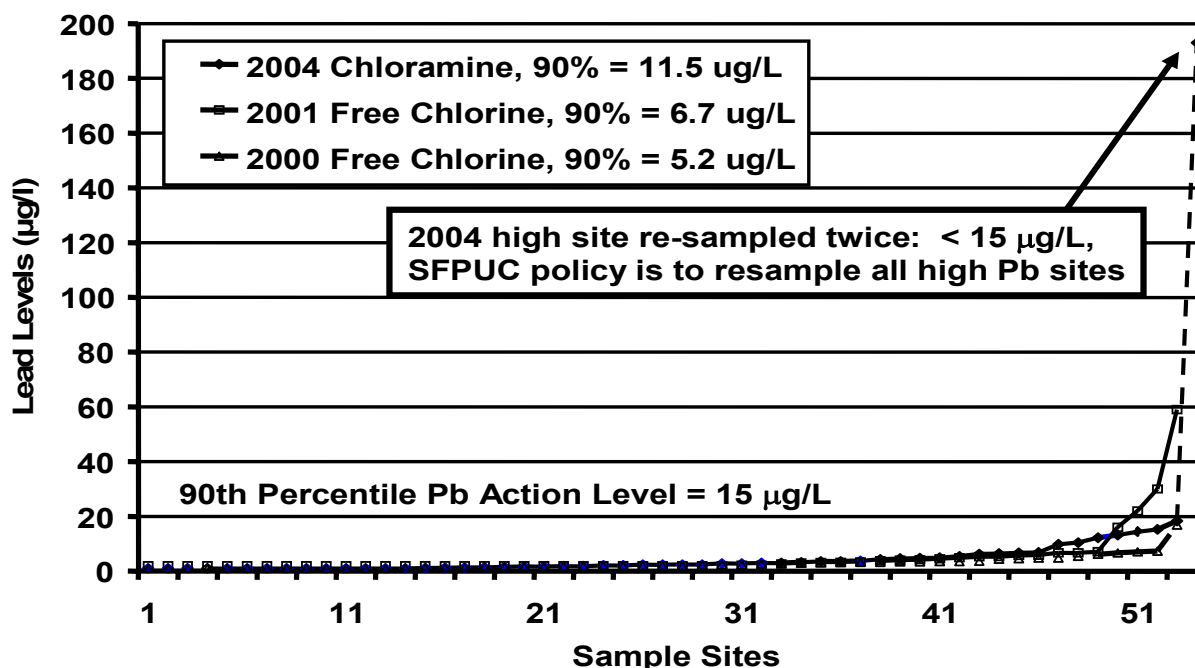 200
180
160
140
120
100
80
60
40
20
0
Lead Levels (µg/l)
2004 Chloramine, 90% = 11.5 ug/L
2001 Free Chlorine, 90% = 6.7 ug/L
2000 Free Chlorine, 90% = 5.2 ug/L
2004 high site re-sampled twice: < 15 µg/L,
SFPUC policy is to resample all high Pb sites
90th Percentile Pb Action Level = 15 µg/L
1 11 21 31 41 51
Sample Sites